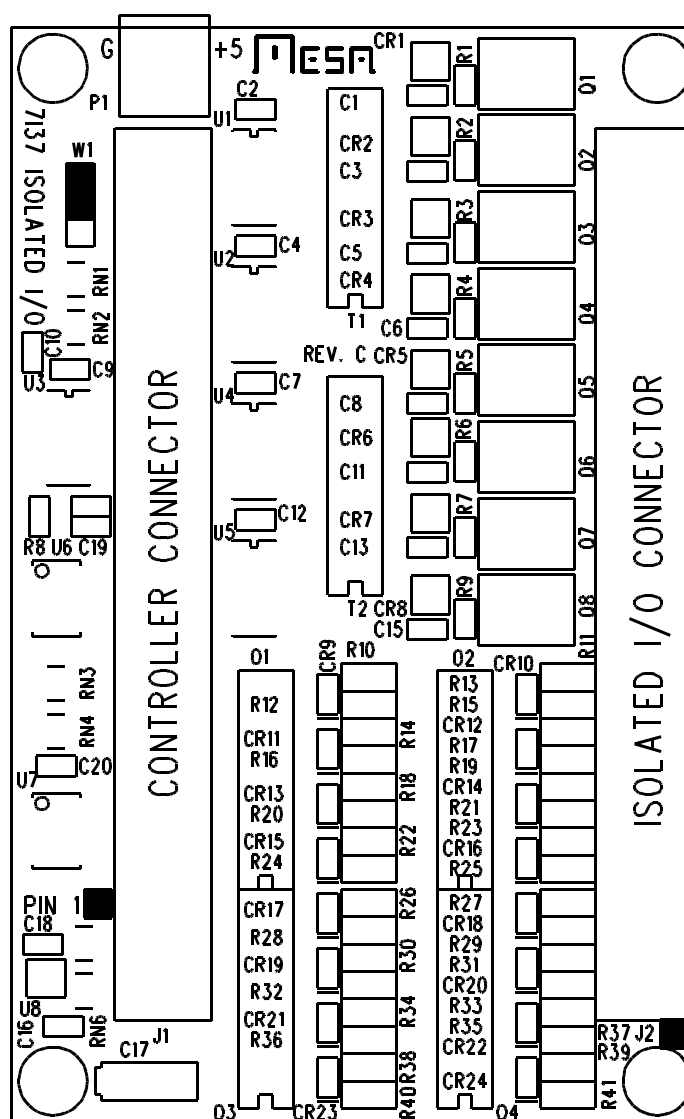 G
+5
MESA
CR1
R1
P1
C2
C1
Q1
U1
7I37 ISOLATED I/O
W1
CR2
R2
C3
Q2
CR3
R3
U2
C4
C5
Q3
RN1
CR4
R4
RN2
T1
C6
Q4
C10
REV. C
CR5
R5
U3
C9
U4
C7
C8
Q5
CR6
R6
C11
Q6
C12
CR7
R7
U5
C13
Q7
R8
U6
C19
T2
CR8
R9
C15
Q8
CONTROLLER CONNECTOR
ISOLATED I/O CONNECTOR
O1
CR9
R10
O2
CR10
R11
RN3
R12
R13
R15
RN4
CR11
R14
CR12
R16
R17
R19
U7
C20
CR13
R18
CR14
R20
R21
CR15
R22
R23
R24
CR16
R25
PIN 1
CR17
R26
R27
C18
R28
CR18
R29
CR19
R30
R31
R32
CR20
U8
CR21
R34
R33
C16
RN6
J1
R36
R35
R37
J2
C17
CR22
R39
R38
CR24
O3
CR23
R40
O4
R41